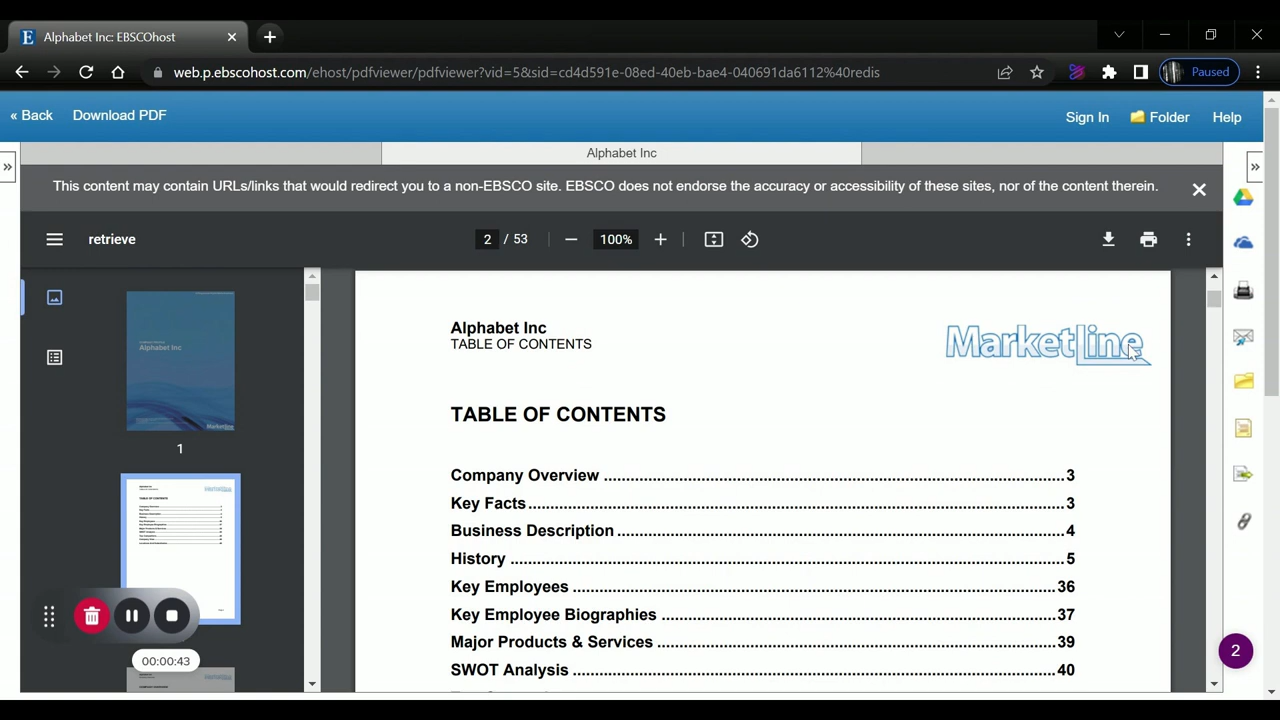 Alphabet Inc: EBSCOhost
web.p.ebscohost.com/ehost/pdfviewer/pdfviewer?vid=5&sid=cd4d591e-08ed-40eb-bae4-040691da6112%40redis
Paused
« Back Download PDF
Sign In Folder Help
Alphabet Inc
This content may contain URLs/links that would redirect you to a non-EBSCO site. EBSCO does not endorse the accuracy or accessibility of these sites, nor of the content therein.
retrieve
2 / 53
100%
Alphabet Inc
1
Alphabet Inc
TABLE OF CONTENTS
MarketLine
TABLE OF CONTENTS
Company Overview ........................................................................ 3
Key Facts ........................................................................ 3
Business Description ........................................................................ 4
History ........................................................................ 5
Key Employees ........................................................................ 36
Key Employee Biographies ........................................................................ 37
Major Products & Services ........................................................................ 39
SWOT Analysis ........................................................................ 40
00:00:43
2